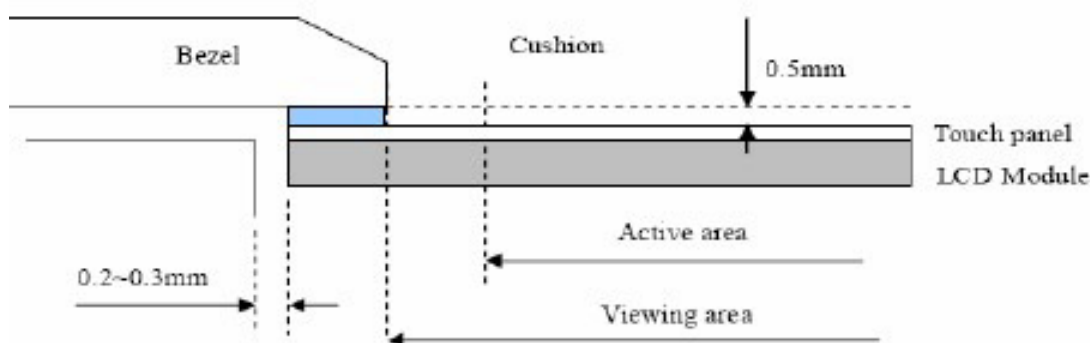 Cushion
Bezel
0.5mm
Touch panel
LCD Module
Active area
0.2~0.3mm
Viewing area